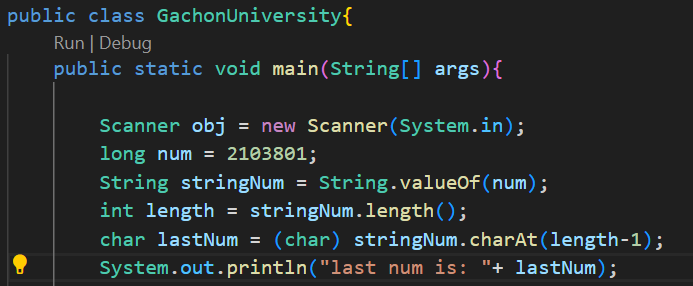 public class GachonUniversity{
Run | Debug
public static void main(String[] args){
Scanner obj = new Scanner(System.in);
long num = 2103801;
String stringNum = String.valueOf(num);
int length = stringNum.length();
char lastNum = (char) stringNum.charAt(length-1);
System.out.println("last num is: "+ lastNum);